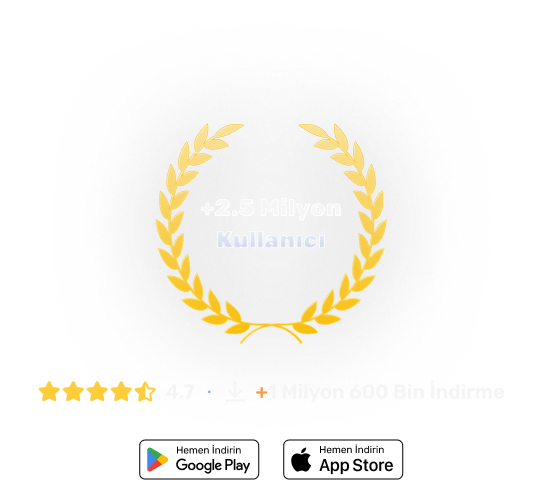 +2.5 Milyon
Kullanıcı
4.7 • +1 Milyon 600 Bin İndirme
Hemen İndirin
Google Play
Hemen İndirin
App Store